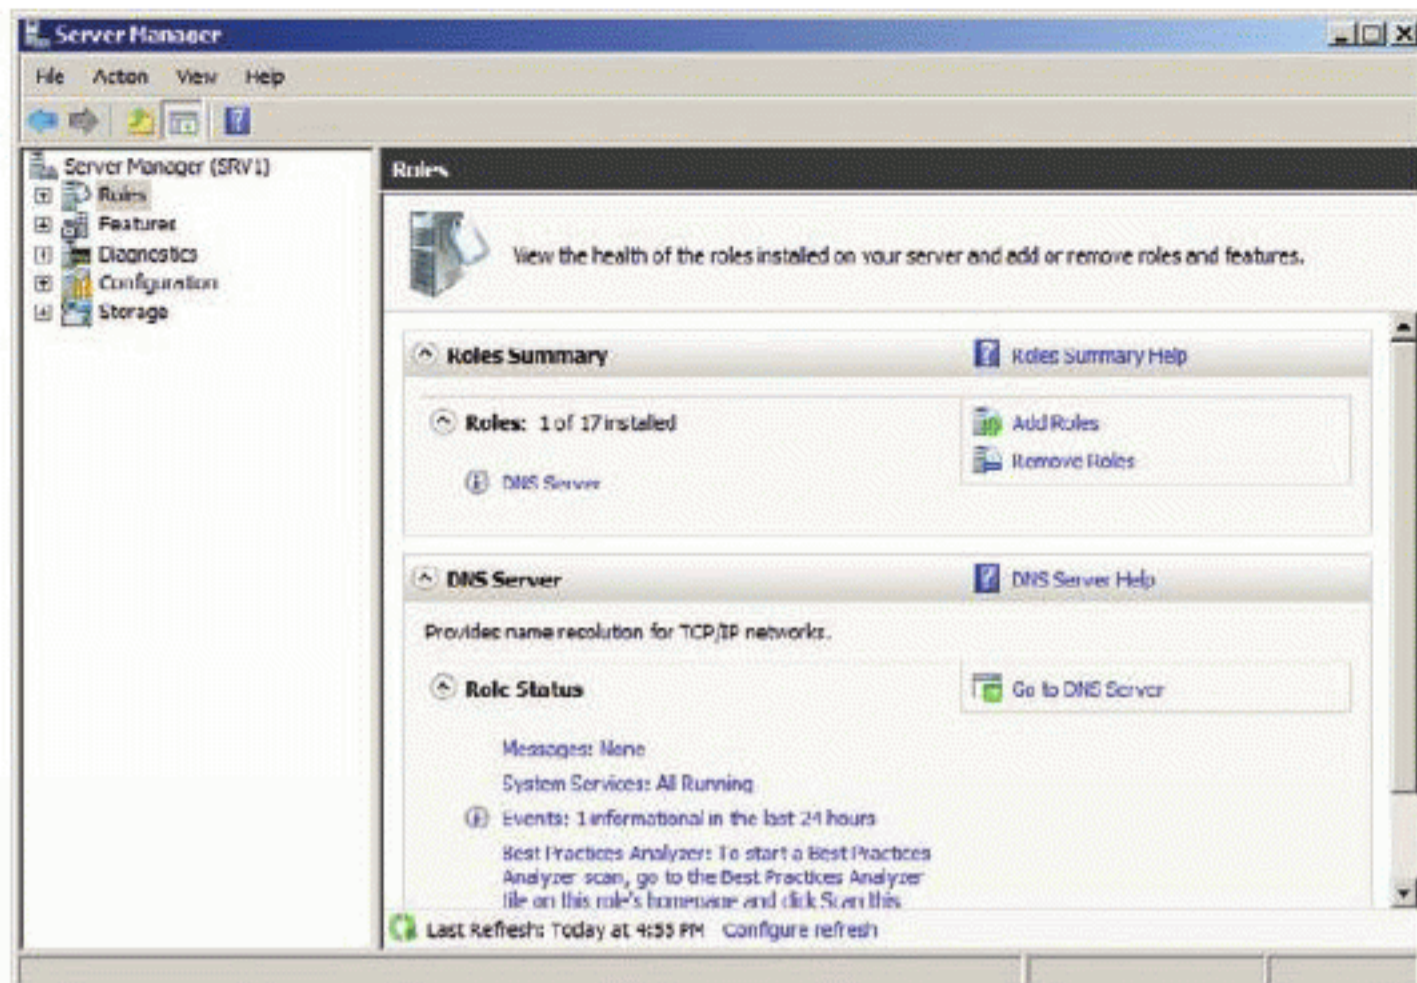 Server Manager
File Action View Help
Server Manager (SRV1)
Roles
Features
Diagnostics
Configuration
Storage
Roles
View the health of the roles installed on your server and add or remove roles and features.
Roles Summary
Roles Summary Help
Roles: 1 of 17 installed
Add Roles
Remove Roles
DNS Server
DNS Server
DNS Server Help
Provides name resolution for TCP/IP networks.
Role Status
Go to DNS Server
Messages: None
System Services: All Running
Events: 1 informational in the last 24 hours
Best Practices Analyzer: To start a Best Practices
Analyzer scan, go to the Best Practices Analyzer
tile on this role's homepage and click Scan this
Last Refresh: Today at 4:55 PM Configure refresh